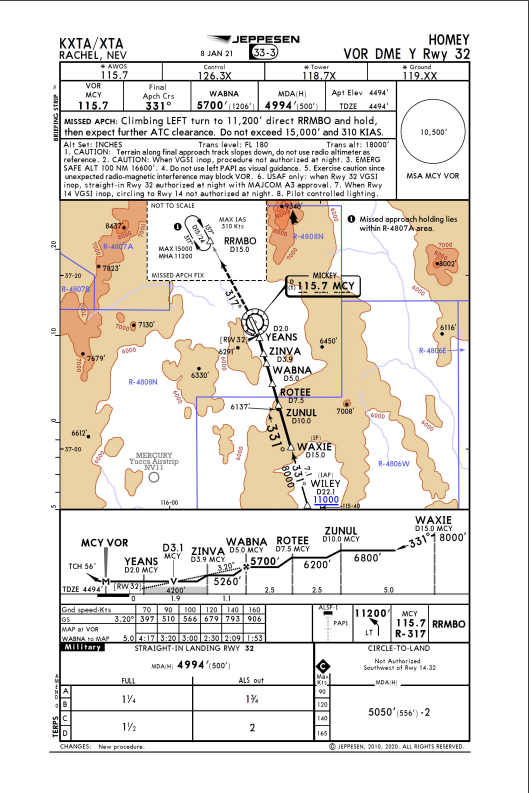 KXTA/XTA
RACHEL, NEV
JEPPESEN
8 JAN 21
33-3
HOMEY
VOR DME Y Rwy 32
BRIEFING STRIP
* AWOS
115.7
Control
126.3X
* Tower
118.7X
* Ground
119.XX
VOR
MCY
115.7
Final
Apch Crs
331°
WABNA
5700'(1206')
MDA(H)
4994'(500')
Apt Elev 4494'
TDZE 4494'
MISSED APCH: Climbing LEFT turn to 11,200' direct RRMBO and hold,
then expect further ATC clearance. Do not exceed 15,000' and 310 KIAS.
Alt Set: INCHES Trans level: FL 180 Trans alt: 18000'
1. CAUTION: Terrain along final approach track slopes down, do not use radio altimeter as
reference. 2. CAUTION: When VGSI inop, procedure not authorized at night. 3. EMERG
SAFE ALT 100 NM 16600'. 4. Do not use LPAS as visual guidance. 5. Exercise caution since
unexpected radio-magnetic interference may block VOR. 6. USAF only: when Rwy 32 VGSI
inop, straight-in Rwy 32 authorized at night with MAJCOM A3 approval. 7. When Rwy
14 VGSI inop, circling to Rwy 14 not authorized at night. 8. Pilot controlled lighting.
10,500'
MSA MCY VOR
NOT TO SCALE
MAX IAS
310 Kts
RRMBO
D15.0
MAX 15000
MHA 11200
MISSED APCH FIX
317°
D9/24
137°
317°
9348'
R-4808N
1 Missed approach holding lies
within R-4807A area.
8437'
8000
R-4807A
7823'
37-20
R-4807B
7000
7130'
7679'
6000
20
10
0
5
MICKEY
(T) 115.7 MCY
8002'
7000
6116'
R-4806E
[RW32]
6291'
D2.0
YEANS
ZINVA
D3.9
WABNA
D5.0
6450'
6330'
R-4808N
ROTEE
D7.5
6137'
ZUNUL
D10.0
7008'
331°
(IF)
WAXIE
D15.0
6612'
37-00
6000
MERCURY
Yucca Airstrip
NV11
R-4806W
7.1
331°
8000
(IAF)
WILEY
D22.1
11000
116-00
115-40
MCY VOR
TCH 56'
TDZE 4494'
[RW32]
YEANS
D2.0 MCY
D3.1
MCY
ZINVA
D3.9 MCY
WABNA
D5.0 MCY
ROTEE
D7.5 MCY
ZUNUL
D10.0 MCY
WAXIE
D15.0 MCY
3.20°
5700'
5260'
4200'
6200'
6800'
331°
8000'
0
1.9
1.1
2.5
2.5
5.0
Gnd speed-Kts 70 90 100 120 140 160
GS 3.20° 397 510 566 679 793 906
MAP at VOR
WABNA to MAP 5.0 4:17 3:20 3:00 2:30 2:09 1:53
ALSF-I
PAPI
11200'
LT
MCY
115.7
R-317
RRMBO
Military
STRAIGHT-IN LANDING RWY 32
MDA(H) 4994'(500')
FULL
ALS out
A
B
C
D
1 1/4
1 3/4
1 1/2
2
CIRCLE-TO-LAND
C
Not Authorized
Southwest of Rwy 14-32
Max
Kts
MDA(H)
90
120
140
165
5050'(556')-2
TERPS
AMEND 0
CHANGES: New procedure.
© JEPPESEN, 2010, 2020. ALL RIGHTS RESERVED.